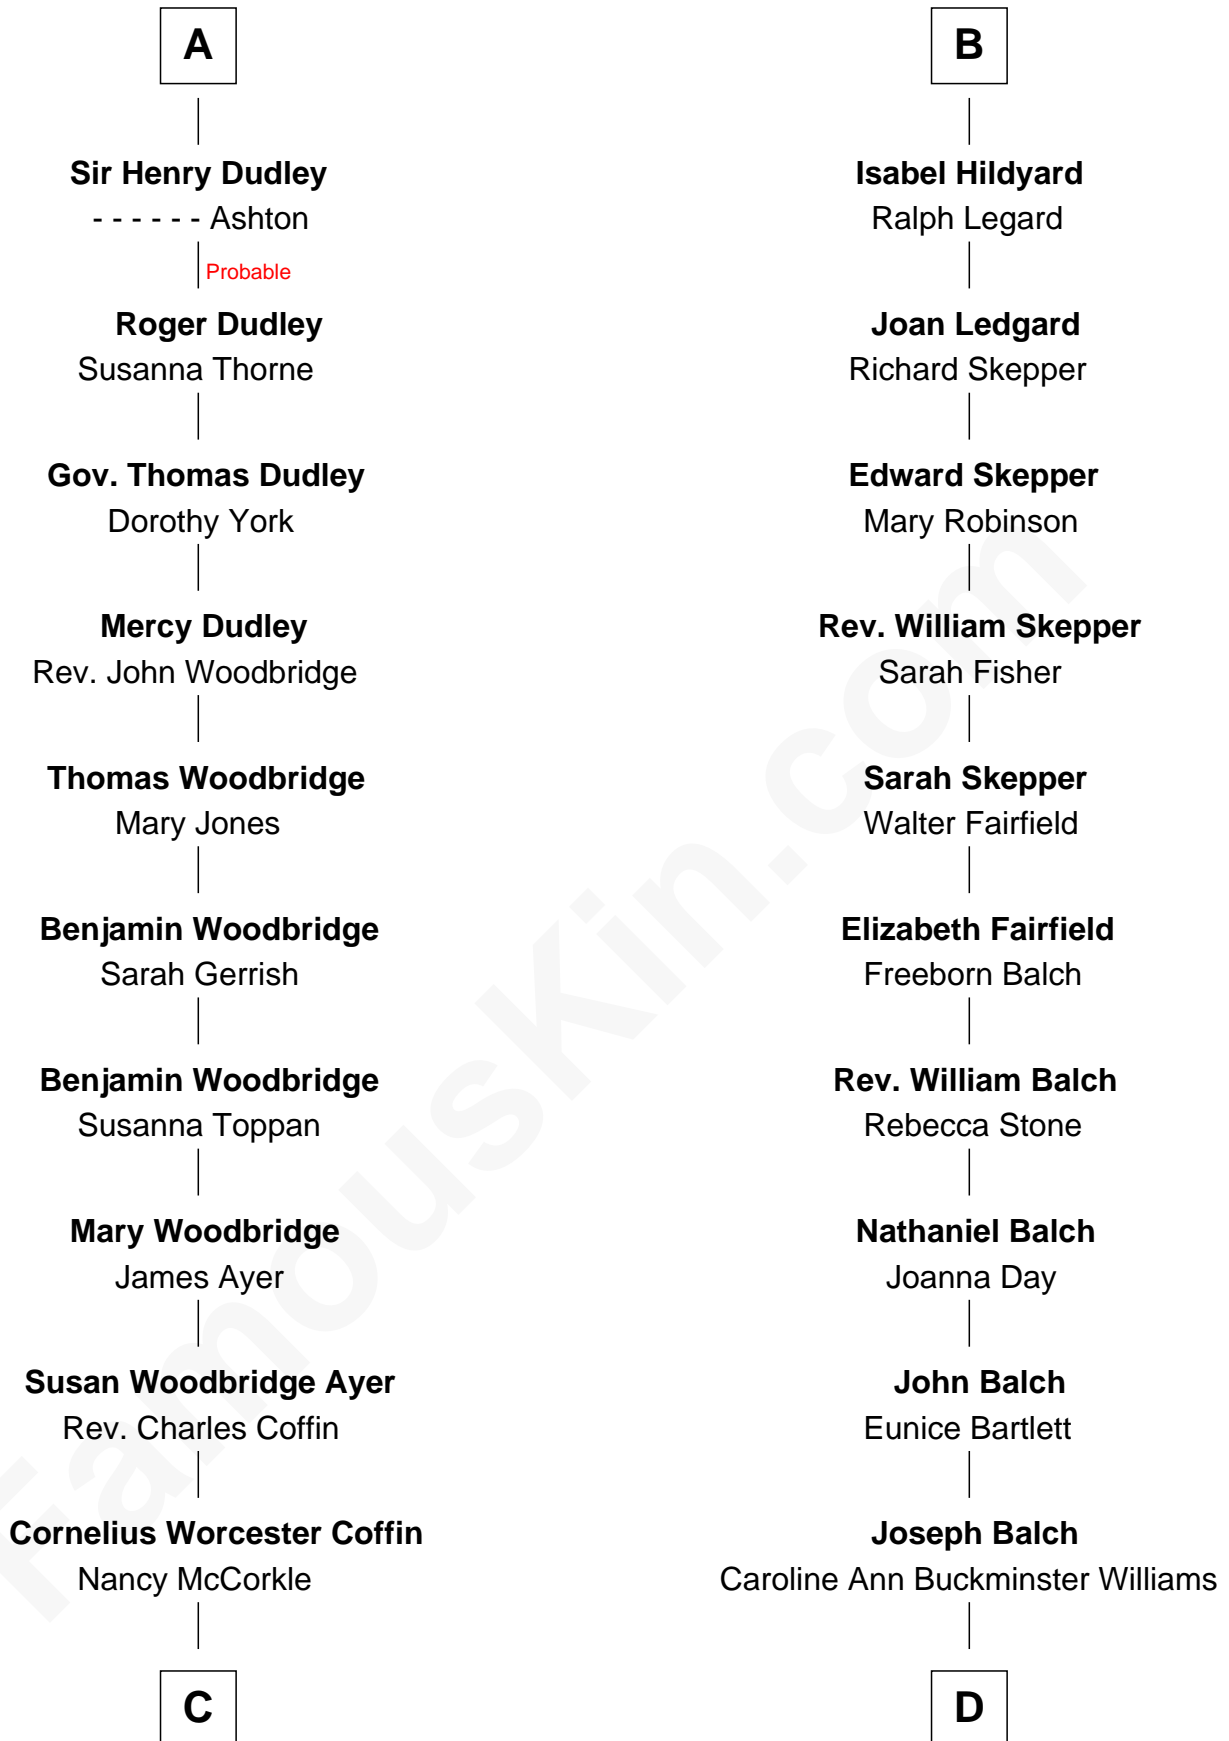 A
Sir Henry Dudley
- - - - - - Ashton
Probable
Roger Dudley
Susanna Thorne
Gov. Thomas Dudley
Dorothy York
Mercy Dudley
Rev. John Woodbridge
Thomas Woodbridge
Mary Jones
Benjamin Woodbridge
Sarah Gerrish
Benjamin Woodbridge
Susanna Toppan
Mary Woodbridge
James Ayer
Susan Woodbridge Ayer
Rev. Charles Coffin
Cornelius Worcester Coffin
Nancy McCorkle
C
B
Isabel Hildyard
Ralph Legard
Joan Ledgard
Richard Skepper
Edward Skepper
Mary Robinson
Rev. William Skepper
Sarah Fisher
Sarah Skepper
Walter Fairfield
Elizabeth Fairfield
Freeborn Balch
Rev. William Balch
Rebecca Stone
Nathaniel Balch
Joanna Day
John Balch
Eunice Bartlett
Joseph Balch
Caroline Ann Buckminster Williams
D
FamousKin.com